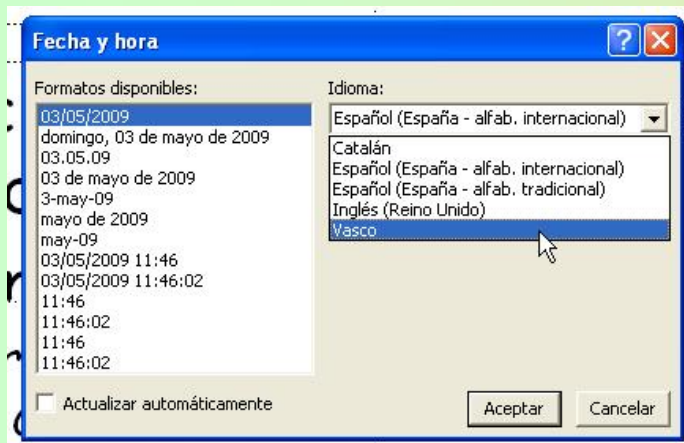 Fecha y hora
Formatos disponibles:
03/05/2009
domingo, 03 de mayo de 2009
03.05.09
03 de mayo de 2009
3-may-09
mayo de 2009
may-09
03/05/2009 11:46
03/05/2009 11:46:02
11:46
11:46:02
11:46
11:46:02
Idioma:
Español (España - alfab. internacional)
Catalán
Español (España - alfab. internacional)
Español (España - alfab. tradicional)
Inglés (Reino Unido)
Vasco
Actualizar automáticamente
Aceptar
Cancelar